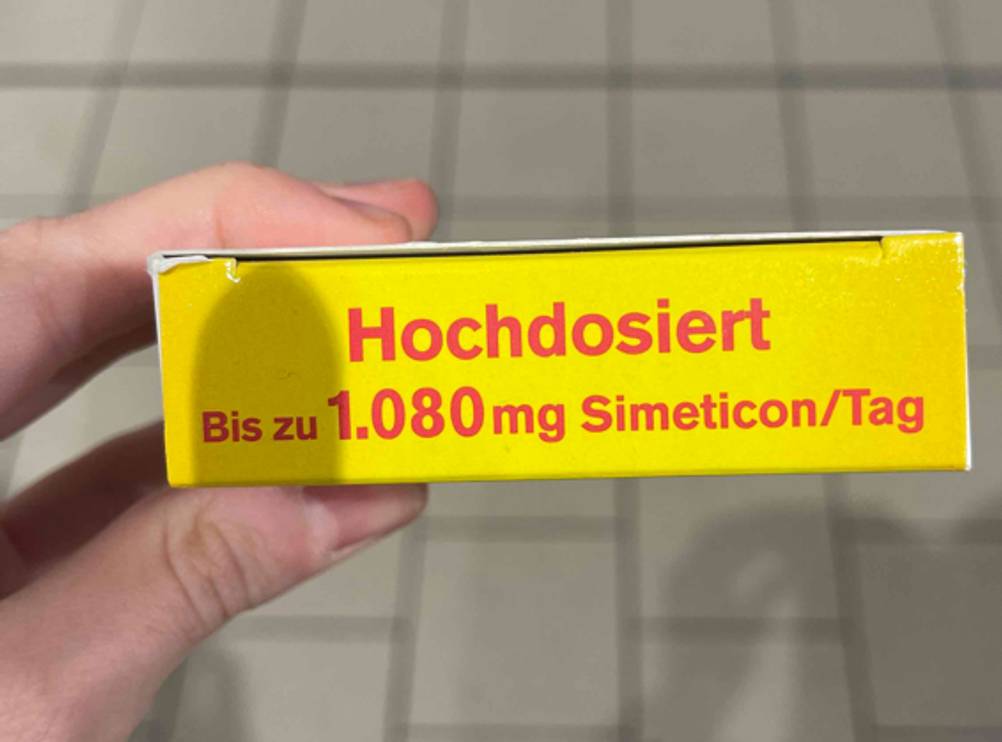 Hochdosiert
Bis zu 1.080 mg Simeticon/Tag